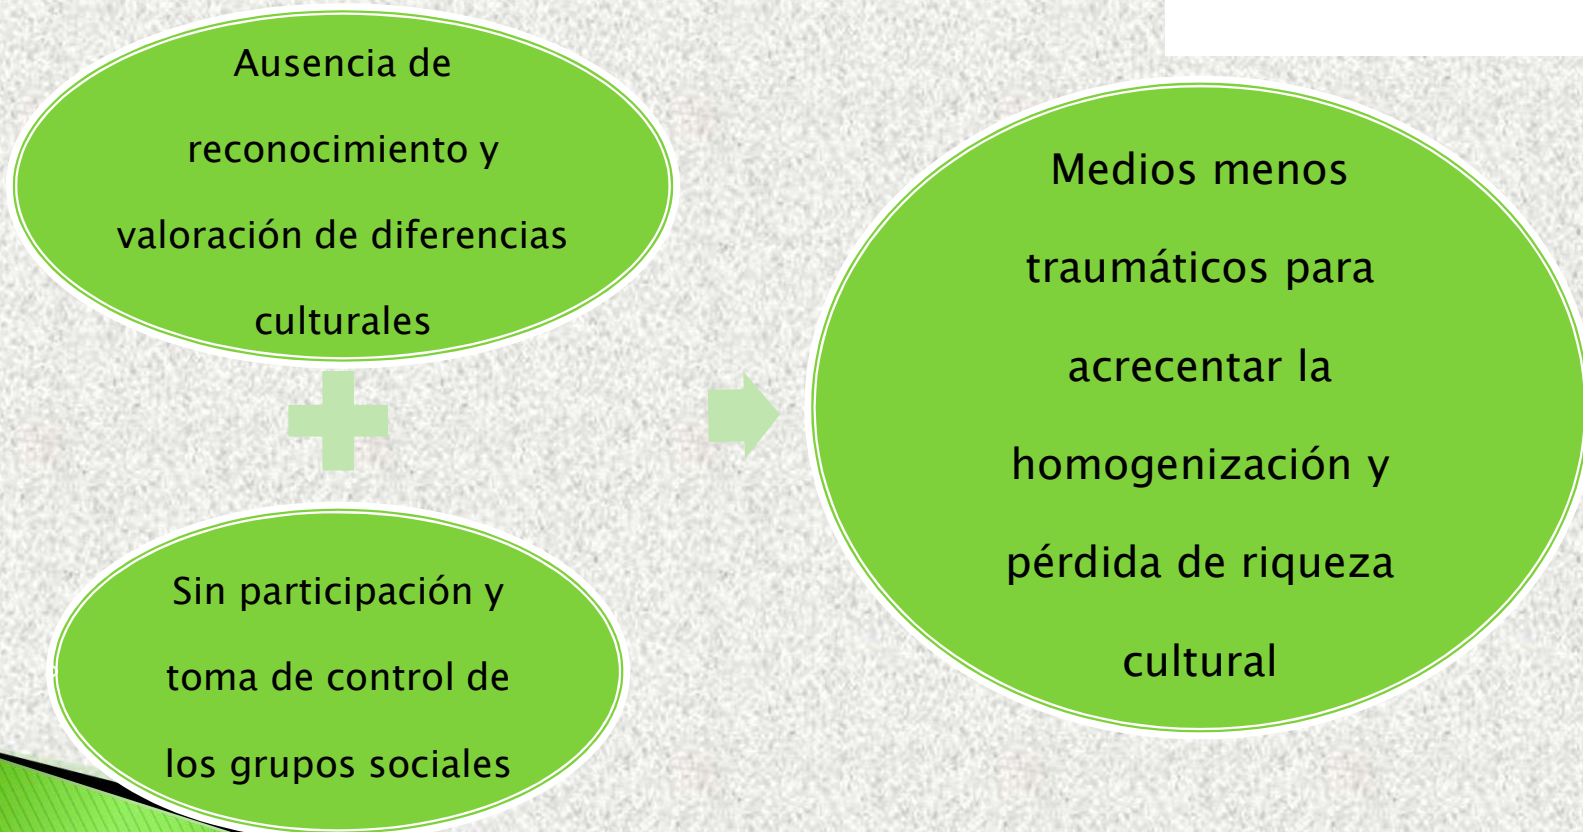 Ausencia de
reconocimiento y
valoración de diferencias
culturales
Sin participación y
toma de control de
los grupos sociales
Medios menos
traumáticos para
acrecentar la
homogenización y
pérdida de riqueza
cultural